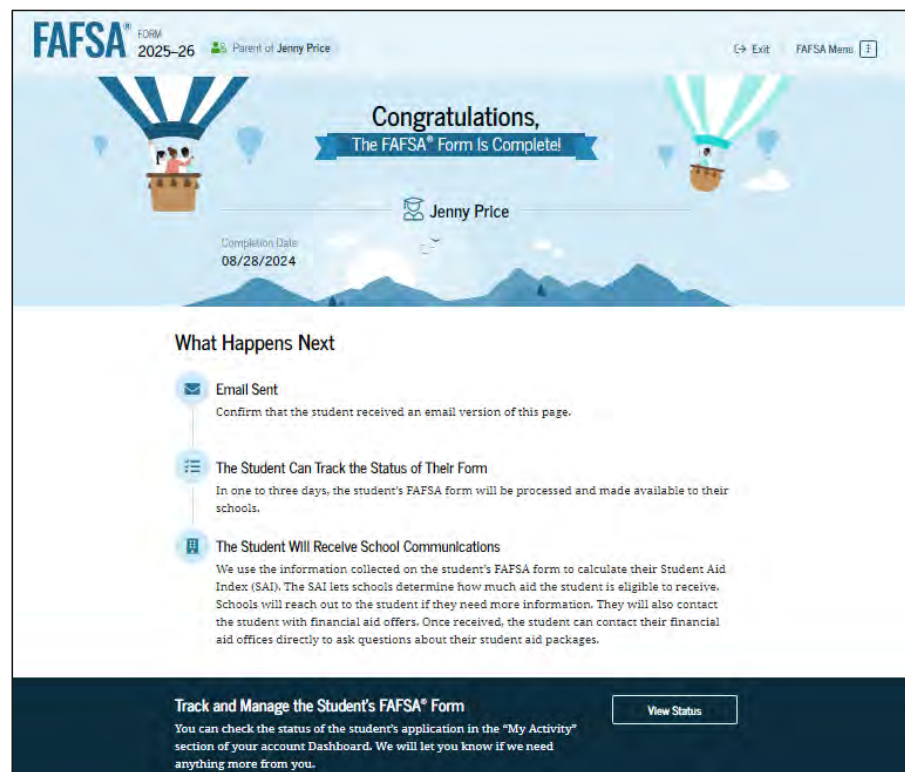 FAFSA® FORM 2025–26 Parent of Jenny Price Exit FAFSA Menu
Congratulations,
The FAFSA® Form Is Complete!
Jenny Price
Completion Date
08/28/2024
What Happens Next
Email Sent
Confirm that the student received an email version of this page.
The Student Can Track the Status of Their Form
In one to three days, the student's FAFSA form will be processed and made available to their
schools.
The Student Will Receive School Communications
We use the information collected on the student's FAFSA form to calculate their Student Aid
Index (SAI). The SAI lets schools determine how much aid the student is eligible to receive.
Schools will reach out to the student if they need more information. They will also contact
the student with financial aid offers. Once received, the student can contact their financial
aid offices directly to ask questions about their student aid packages.
Track and Manage the Student's FAFSA® Form
View Status
You can check the status of the student's application in the "My Activity"
section of your account Dashboard. We will let you know if we need
anything more from you.